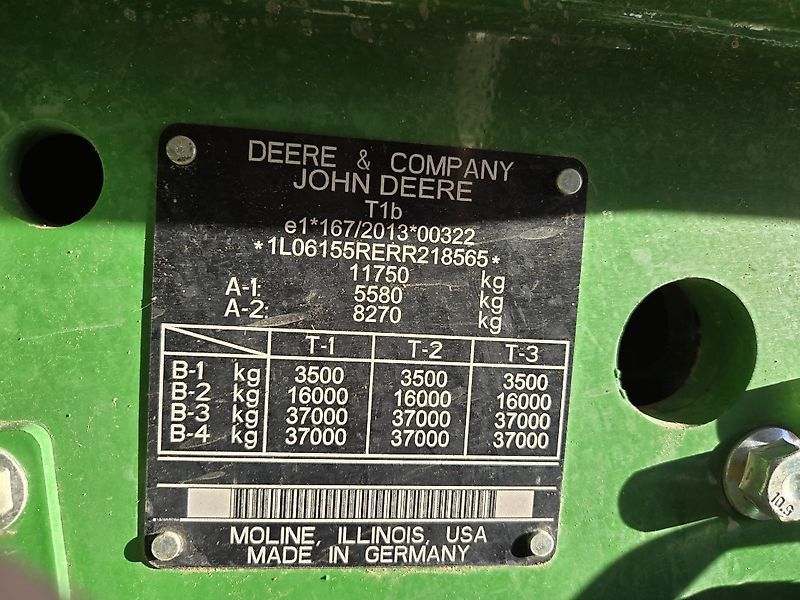 DEERE & COMPANY
JOHN DEERE
T1b
e1*167/2013*00322
*1L06155RERR218565*
11750 kg
A-1: 5580 kg
A-2: 8270 kg
T-1 T-2 T-3
B-1 kg 3500 3500 3500
B-2 kg 16000 16000 16000
B-3 kg 37000 37000 37000
B-4 kg 37000 37000 37000
MOLINE, ILLINOIS, USA
MADE IN GERMANY
10.9